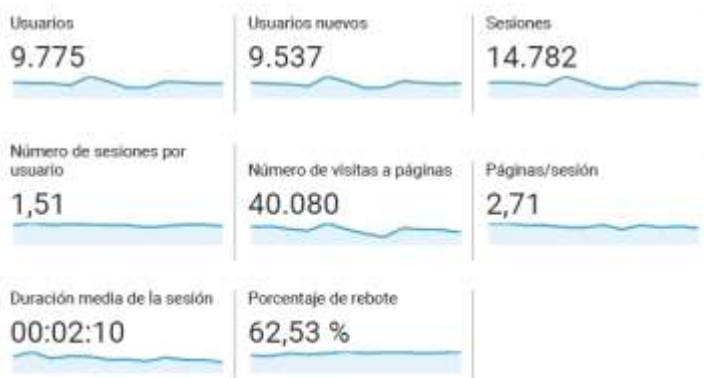 Usuarios
9.775
Usuarios nuevos
9.537
Sesiones
14.782
Número de sesiones por
usuario
1,51
Número de visitas a páginas
40.080
Páginas/sesión
2,71
Duración media de la sesión
00:02:10
Porcentaje de rebote
62,53 %